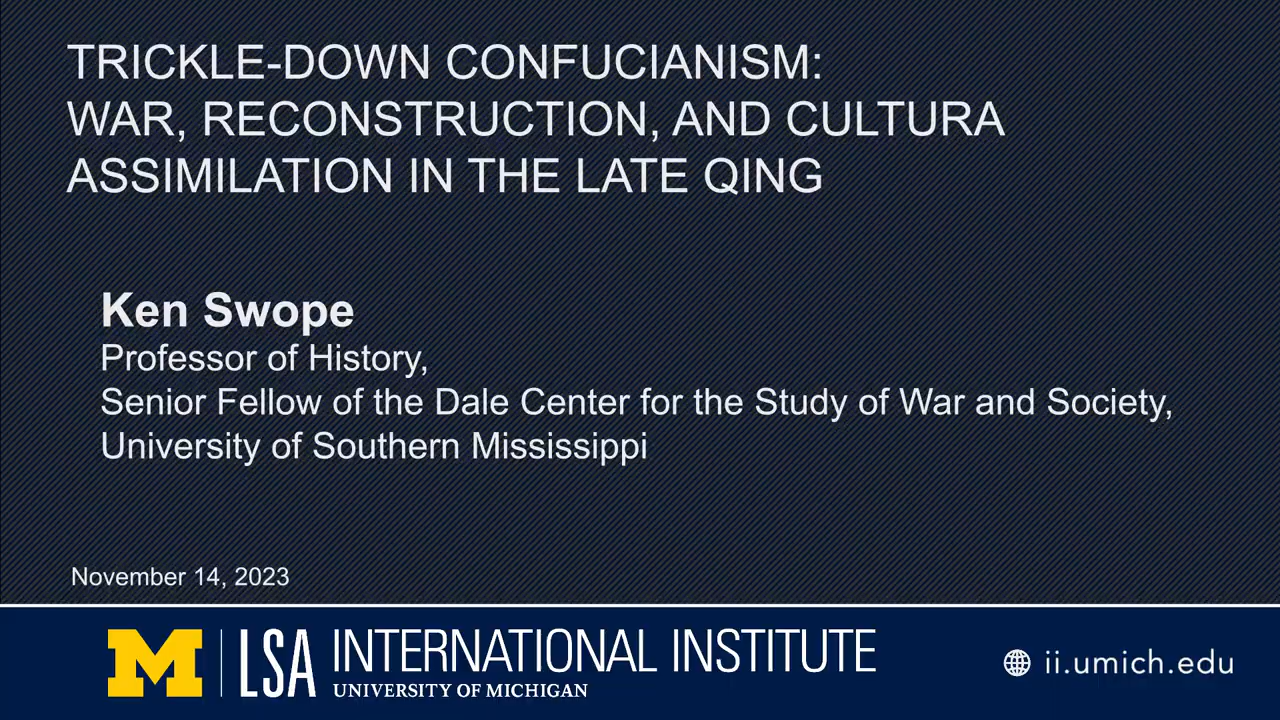 TRICKLE-DOWN CONFUCIANISM:
WAR, RECONSTRUCTION, AND CULTURA
ASSIMILATION IN THE LATE QING
Ken Swope
Professor of History,
Senior Fellow of the Dale Center for the Study of War and Society,
University of Southern Mississippi
November 14, 2023
M LSA INTERNATIONAL INSTITUTE
UNIVERSITY OF MICHIGAN
ii.umich.edu